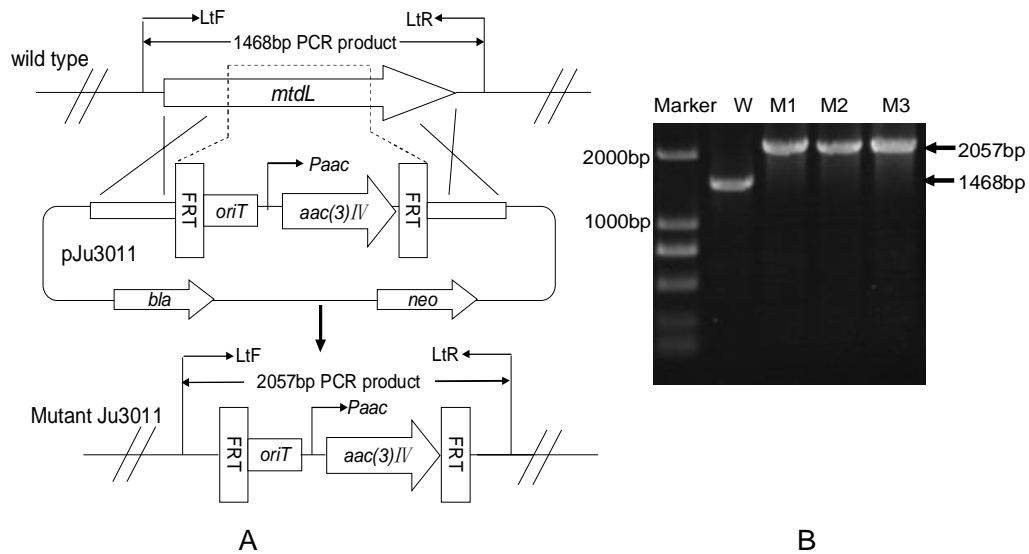 LtF LtR
1468bp PCR product
wild type
mtdL
Paac
FRT oriT aac(3)IV FRT
pJu3011
bla neo
LtF LtR
2057bp PCR product
Paac
Mutant Ju3011
FRT oriT aac(3)IV FRT
A
Marker W M1 M2 M3
2000bp 2057bp
1468bp
1000bp
B